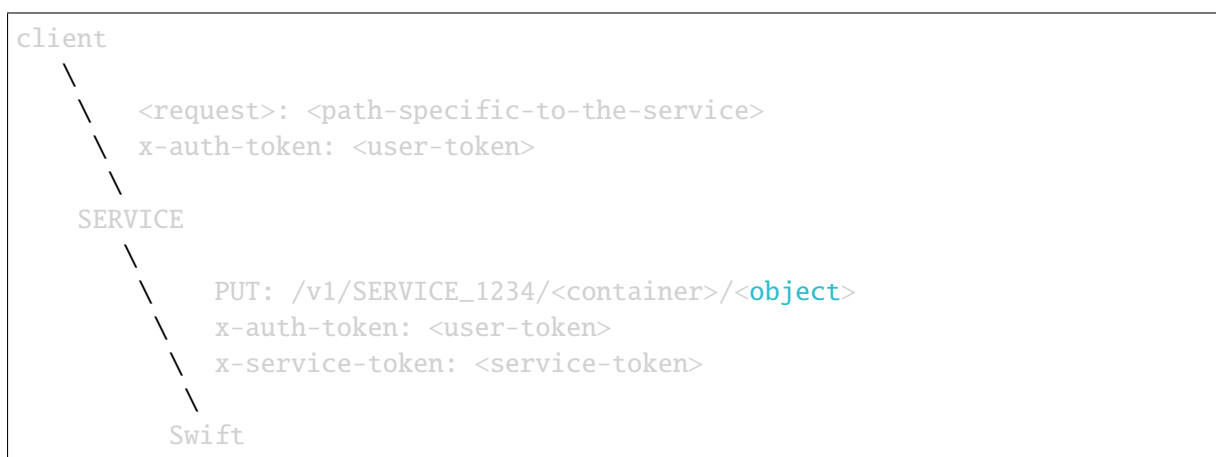 client
\
\
<request>: <path-specific-to-the-service>
\
x-auth-token: <user-token>
\
\
SERVICE
\
\
PUT: /v1/SERVICE_1234/<container>/<object>
\
x-auth-token: <user-token>
\
x-service-token: <service-token>
\
Swift